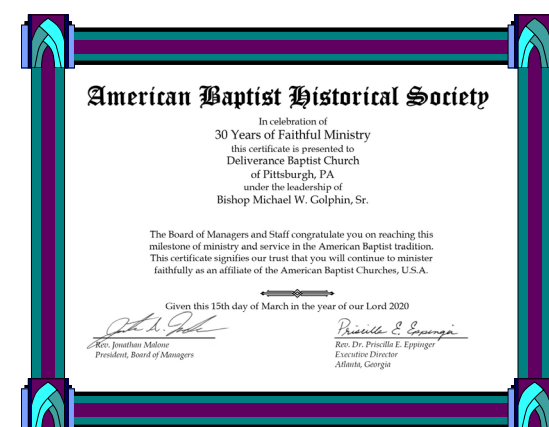 American Baptist Historical Society
In celebration of
30 Years of Faithful Ministry
this certificate is presented to
Deliverance Baptist Church
of Pittsburgh, PA
under the leadership of
Bishop Michael W. Golphin, Sr.
The Board of Managers and Staff congratulate you on reaching this
milestone of ministry and service in the American Baptist tradition.
This certificate signifies our trust that you will continue to minister
faithfully as an affiliate of the American Baptist Churches, U.S.A.
Given this 15th day of March in the year of our Lord 2020
Priscilla E. Eppinger
Rev. Jonathan Malone
President, Board of Managers
Rev. Dr. Priscilla E. Eppinger
Executive Director
Atlanta, Georgia